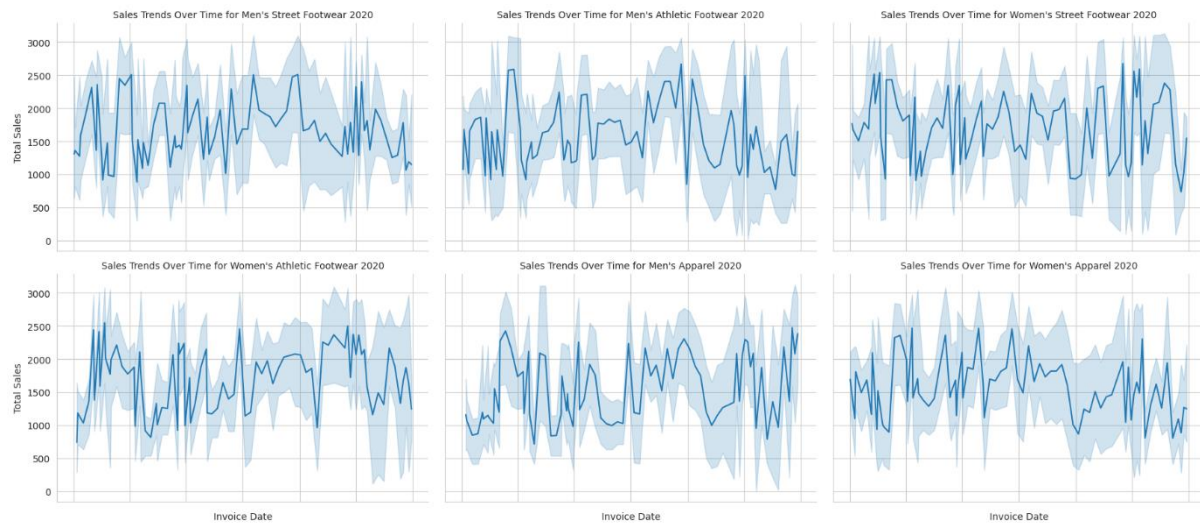 Sales Trends Over Time for Men's Street Footwear 2020
Sales Trends Over Time for Men's Athletic Footwear 2020
Sales Trends Over Time for Women's Street Footwear 2020
3000
2500
2000
1500
1000
500
0
Total Sales
Sales Trends Over Time for Women's Athletic Footwear 2020
Sales Trends Over Time for Men's Apparel 2020
Sales Trends Over Time for Women's Apparel 2020
3000
2500
2000
1500
1000
500
0
Total Sales
Invoice Date
Invoice Date
Invoice Date